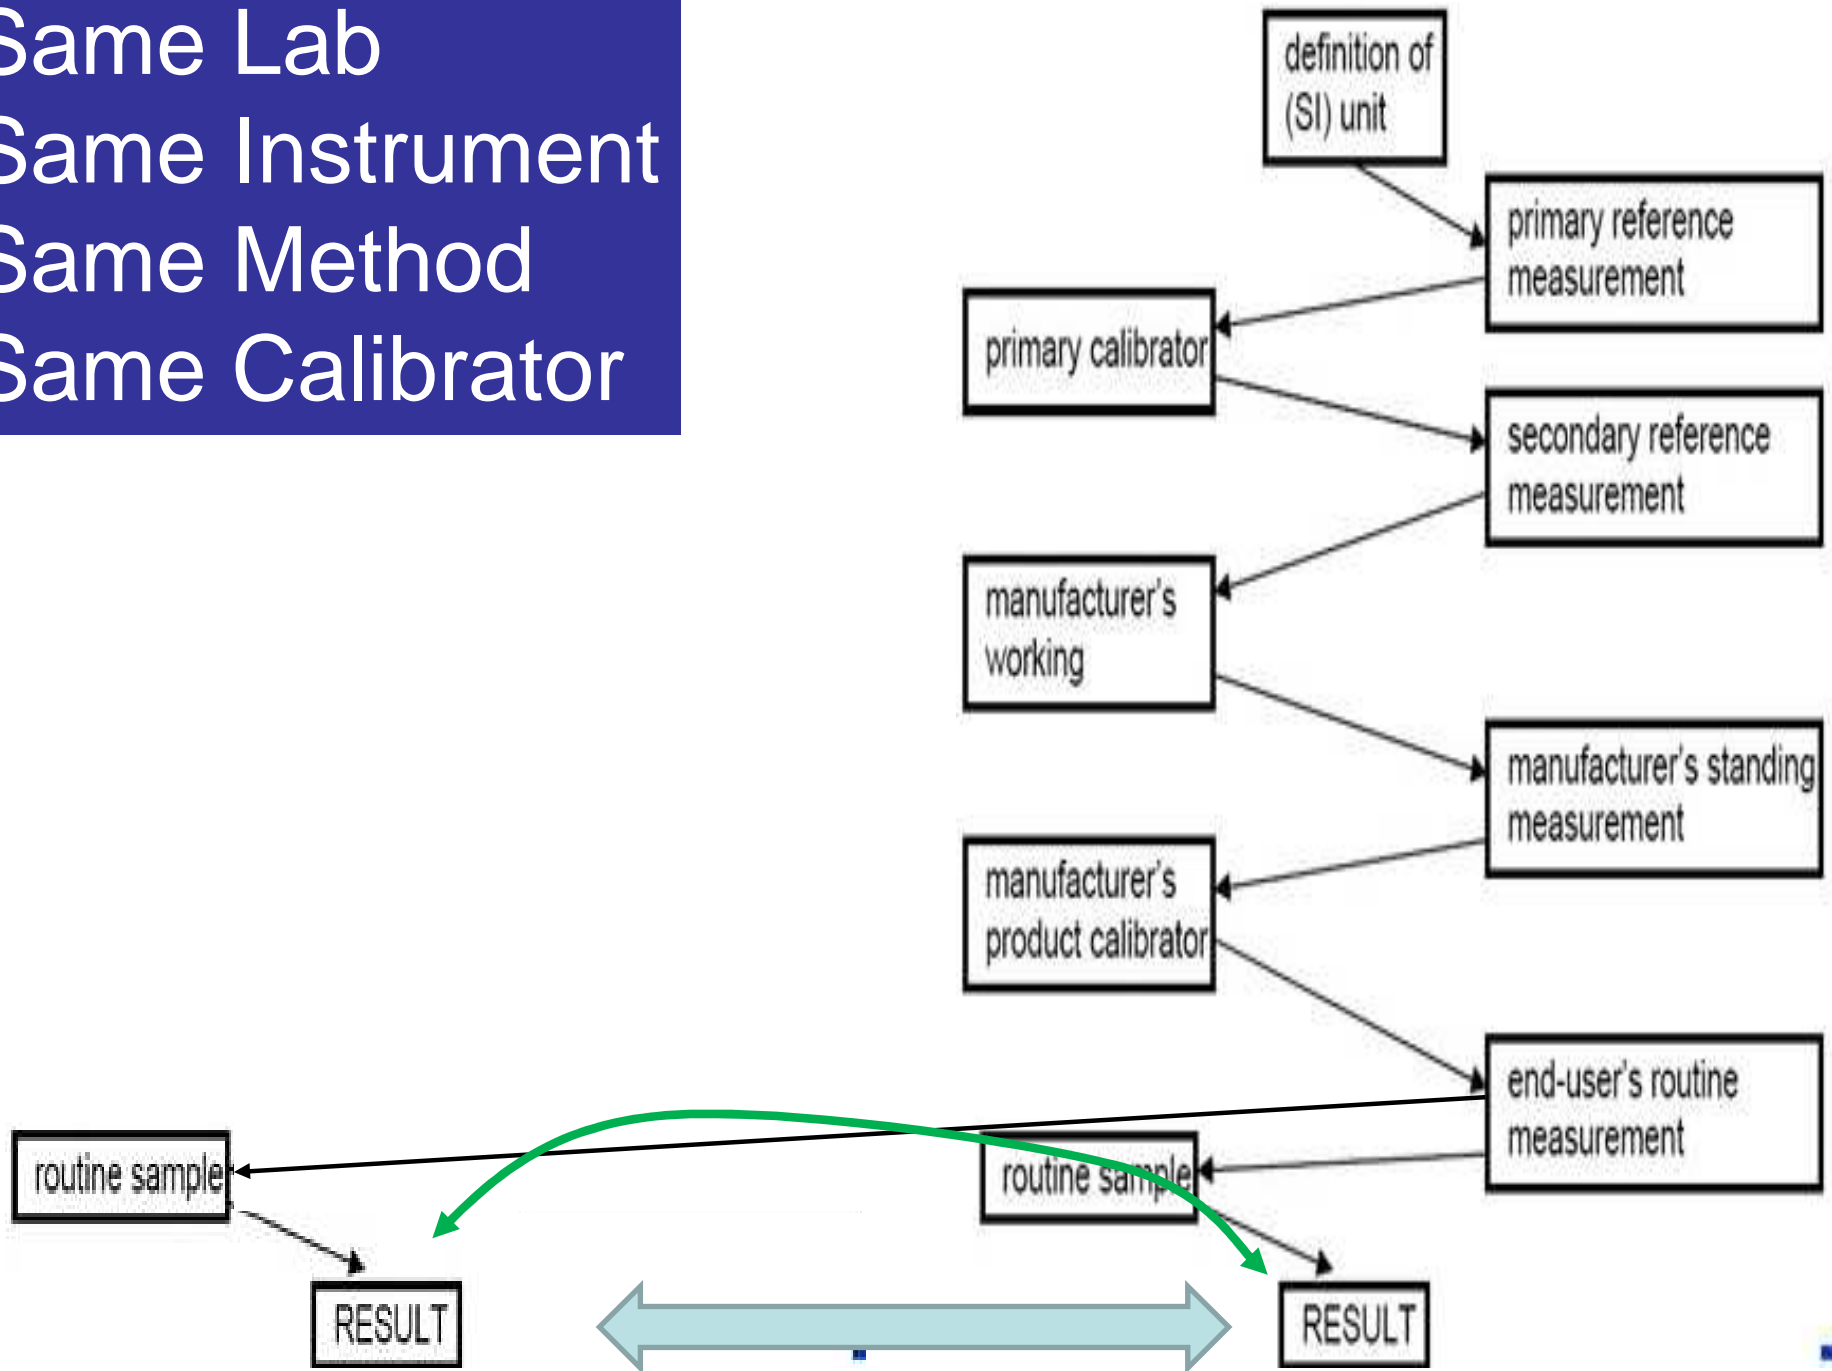 Same Lab
Same Instrument
Same Method
Same Calibrator
definition of
(SI) unit
primary reference
measurement
primary calibrator
secondary reference
measurement
manufacturer's
working
manufacturer's standing
measurement
manufacturer's
product calibrator
end-user's routine
measurement
routine sample
routine sample
RESULT
RESULT